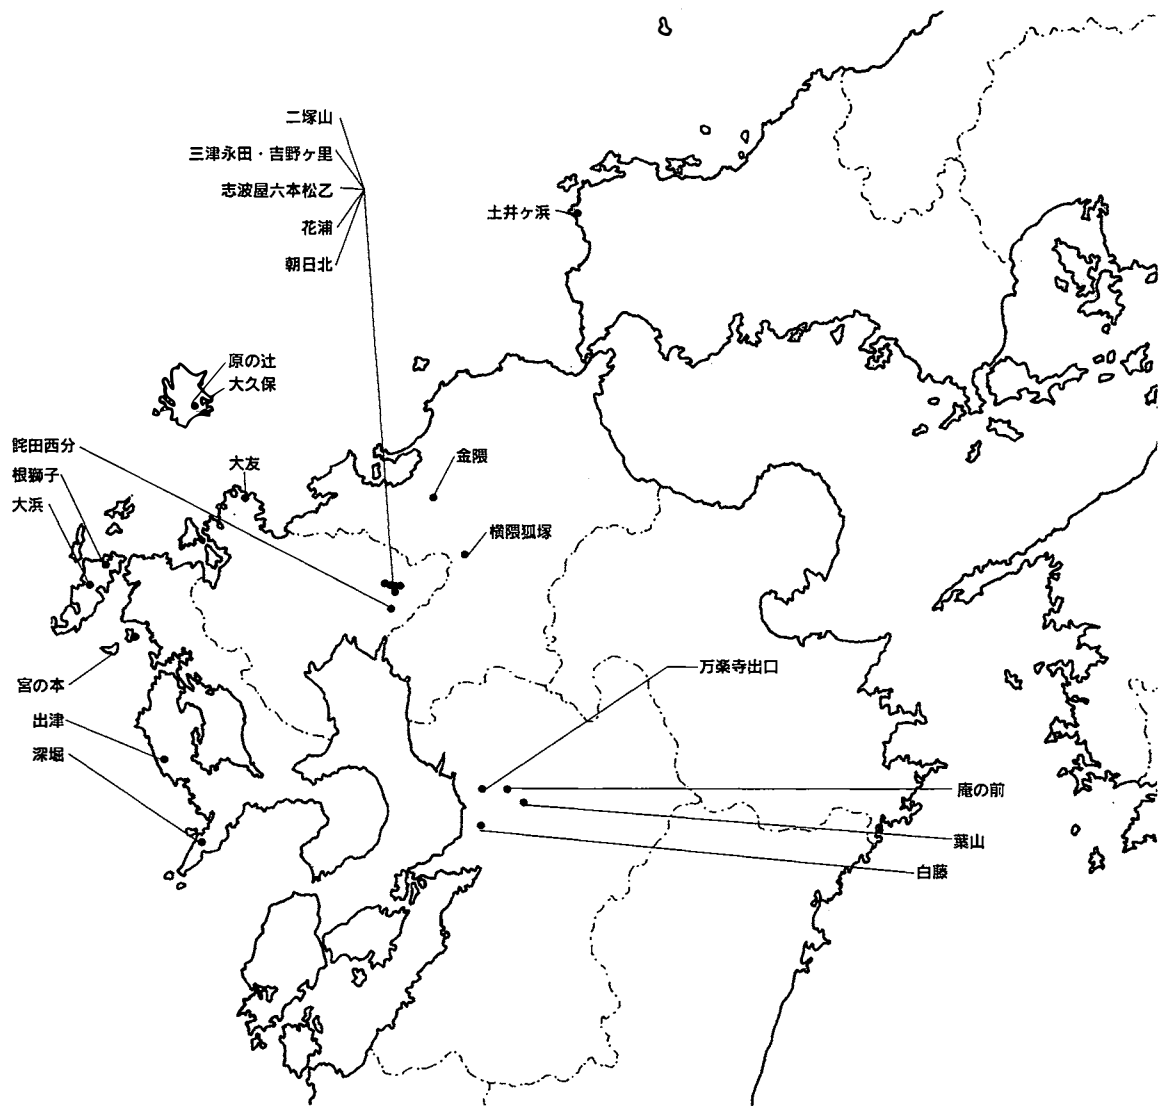 二塚山
三津永田・吉野ヶ里
志波屋六本松乙
花浦
朝日北
土井ヶ浜
原の辻
大久保
詫田西分
根獅子
大浜
大友
金隈
横隈狐塚
宮の本
出津
深堀
万楽寺出口
庵の前
葉山
白藤